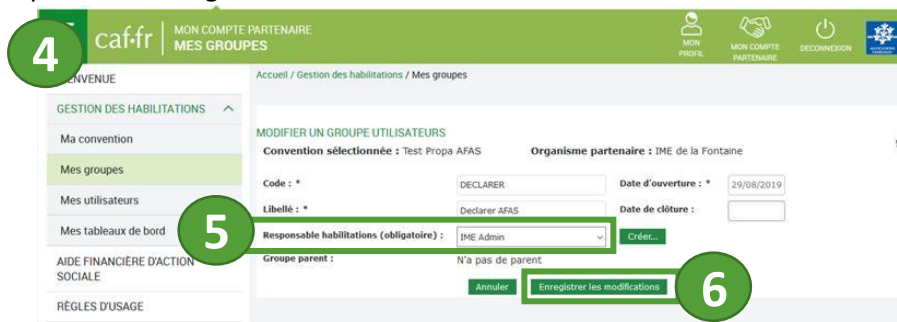 4
caf.fr
MON COMPTE PARTENAIRE
MES GROUPES
MON PROFIL
MON COMPTE PARTENAIRE
DECONNEXION
Accueil / Gestion des habilitations / Mes groupes
GESTION DES HABILITATIONS
Ma convention
Mes groupes
Mes utilisateurs
Mes tableaux de bord
AIDE FINANCIÈRE D'ACTION
SOCIALE
RÈGLES D'USAGE
MODIFIER UN GROUPE UTILISATEURS
Convention sélectionnée : Test Propa AFAS Organisme partenaire : IME de la Fontaine
Code : * DECLARER Date d'ouverture : * 29/08/2019
Libellé : * Declarer AFAS Date de clôture :
5
Responsable habilitations (obligatoire) : IME Admin Créer...
Groupe parent : N'a pas de parent
Annuler Enregistrer les modifications
6